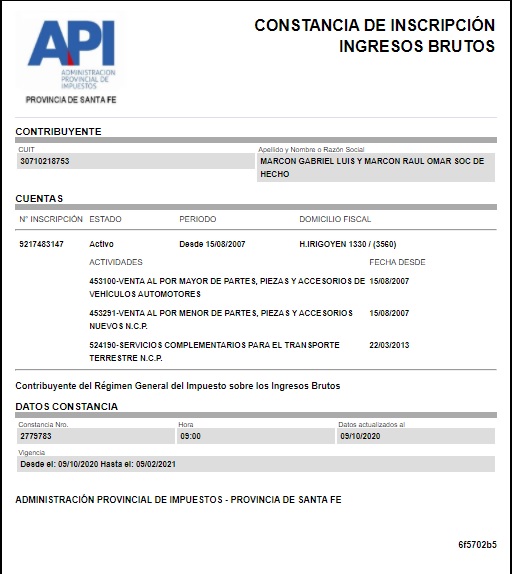 API
ADMINISTRACION
PROVINCIAL DE
IMPUESTOS
PROVINCIA DE SANTA FE
CONSTANCIA DE INSCRIPCIÓN
INGRESOS BRUTOS
CONTRIBUYENTE
CUIT
Apellido y Nombre o Razón Social
30710218753
MARCON GABRIEL LUIS Y MARCON RAUL OMAR SOC DE
HECHO
CUENTAS
N° INSCRIPCIÓN ESTADO PERIODO DOMICILIO FISCAL
9217483147 Activo Desde 15/08/2007 H.IRIGOYEN 1330 / (3560)
ACTIVIDADES FECHA DESDE
453100-VENTA AL POR MAYOR DE PARTES, PIEZAS Y ACCESORIOS DE 15/08/2007
VEHÍCULOS AUTOMOTORES
453291-VENTA AL POR MENOR DE PARTES, PIEZAS Y ACCESORIOS 15/08/2007
NUEVOS N.C.P.
524190-SERVICIOS COMPLEMENTARIOS PARA EL TRANSPORTE 22/03/2013
TERRESTRE N.C.P.
Contribuyente del Régimen General del Impuesto sobre los Ingresos Brutos
DATOS CONSTANCIA
Constancia Nro. Hora Datos actualizados al
2779783 09:00 09/10/2020
Vigencia
Desde el: 09/10/2020 Hasta el: 09/02/2021
ADMINISTRACIÓN PROVINCIAL DE IMPUESTOS - PROVINCIA DE SANTA FE
6f5702b5